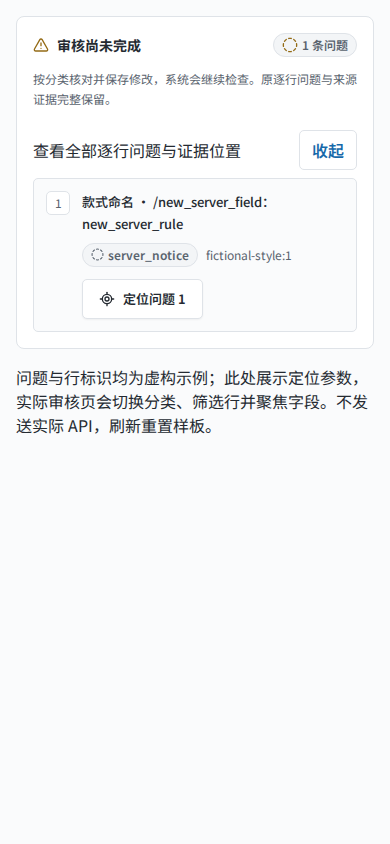 审核尚未完成
1 条问题
按分类核对并保存修改，系统会继续检查。原逐行问题与来源
证据完整保留。
查看全部逐行问题与证据位置
收起
1
款式命名 · /new_server_field：
new_server_rule
server_notice
fictional-style:1
定位问题 1
问题与行标识均为虚构示例；此处展示定位参数，
实际审核页会切换分类、筛选行并聚焦字段。不发
送实际 API，刷新重置样板。